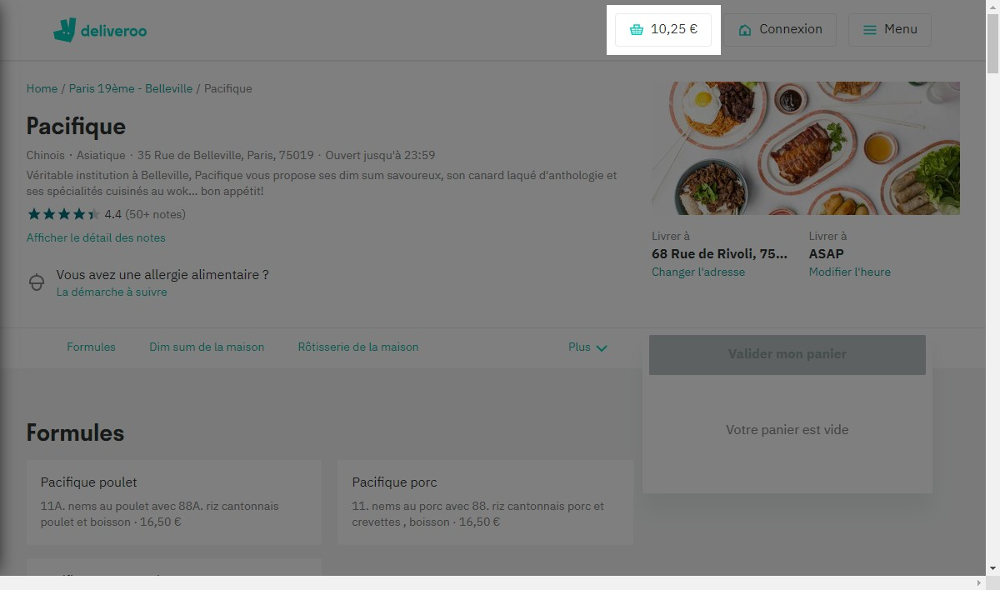 deliveroo
10,25 €
Connexion
Menu
Home / Paris 19ème - Belleville / Pacifique
Pacifique
Chinois · Asiatique · 35 Rue de Belleville, Paris, 75019 · Ouvert jusqu'à 23:59
Véritable institution à Belleville, Pacifique vous propose ses dim sum savoureux, son canard laqué d'anthologie et
ses spécialités cuisinés au wok... bon appétit!
4.4 (50+ notes)
Afficher le détail des notes
Vous avez une allergie alimentaire ?
La démarche à suivre
Livrer à
68 Rue de Rivoli, 75...
Changer l'adresse
Livrer à
ASAP
Modifier l'heure
Formules
Dim sum de la maison
Rôtisserie de la maison
Plus
Valider mon panier
Votre panier est vide
Formules
Pacifique poulet
11A. nems au poulet avec 88A. riz cantonnais
poulet et boisson · 16,50 €
Pacifique porc
11. nems au porc avec 88. riz cantonnais porc et
crevettes , boisson · 16,50 €